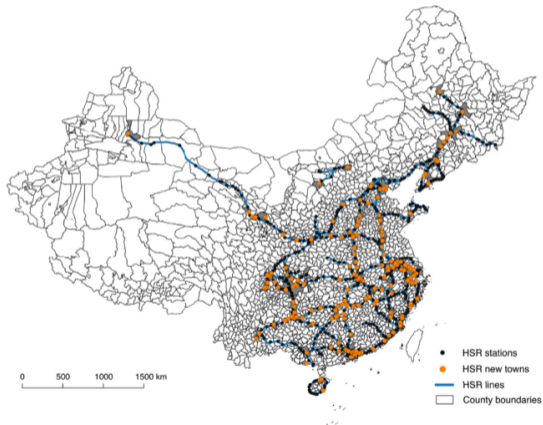 HSR stations
HSR new towns
HSR lines
County boundaries
0 500 1000 1500 km